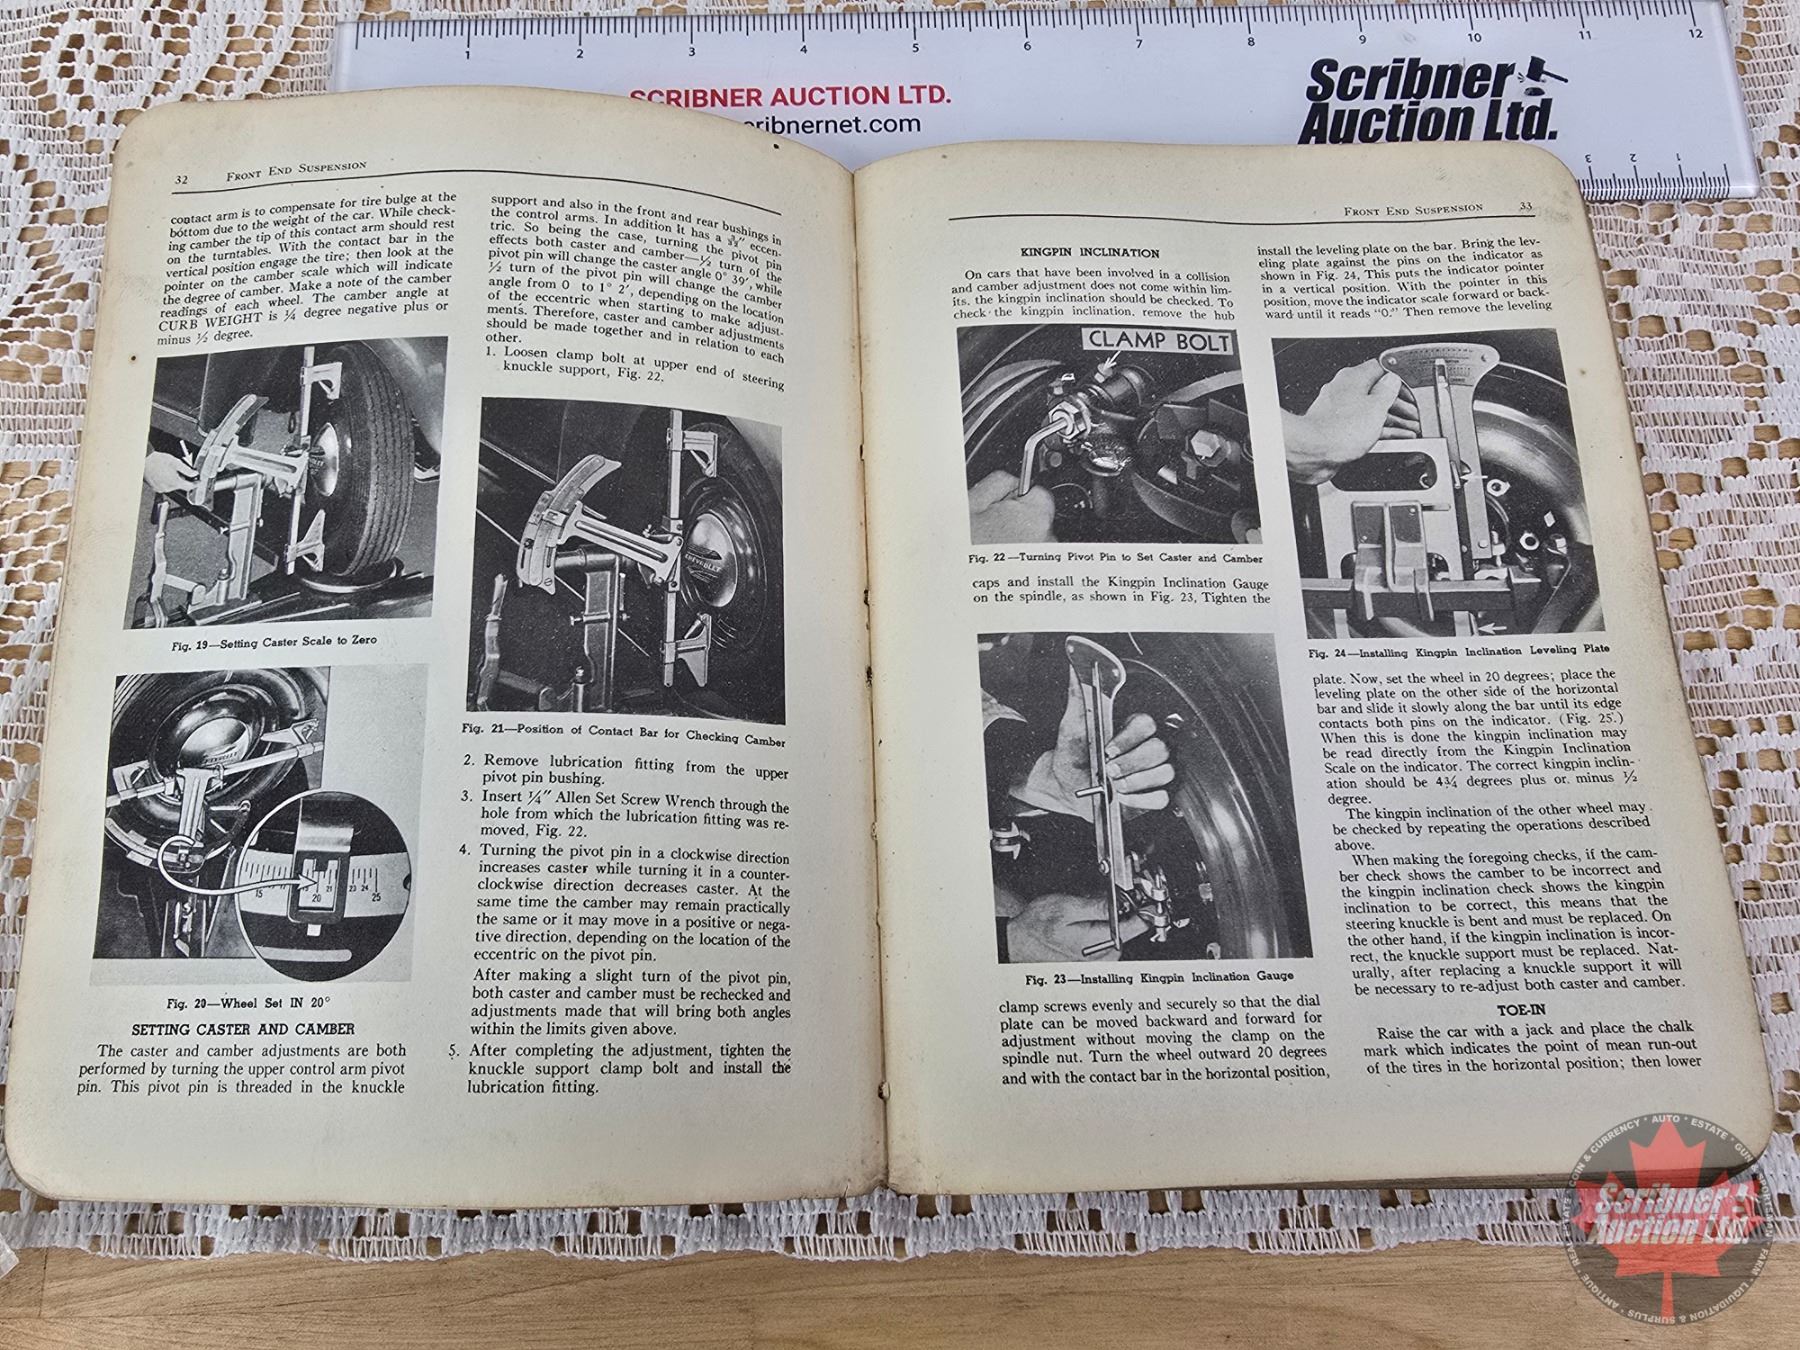 1 2 3 4 5 6 7 8 9 10 11 12
SCRIBNER AUCTION LTD.
ribnernet.com
Scribner
Auction Ltd.
3 2 1
32 FRONT END SUSPENSION
contact arm is to compensate for tire bulge at the
bottom due to the weight of the car. While check-
ing camber the tip of this contact arm should rest
on the turntables. With the contact bar in the
vertical position engage the tire; then look at the
pointer on the camber scale which will indicate
the degree of camber. Make a note of the camber
readings of each wheel. The camber angle at
CURB WEIGHT is ¼ degree negative plus or
minus ½ degree.
Fig. 19—Setting Caster Scale to Zero
15 20 21 23 24 25
Fig. 20—Wheel Set IN 20°
SETTING CASTER AND CAMBER
The caster and camber adjustments are both
performed by turning the upper control arm pivot
pin. This pivot pin is threaded in the knuckle
support and also in the front and rear bushings in
the control arms. In addition it has a 3/32″ eccen-
tric. So being the case, turning the pivot pin
effects both caster and camber—½ turn of the
pivot pin will change the caster angle 0° 39′, while
½ turn of the pivot pin will change the camber
angle from 0 to 1° 2′, depending on the location
of the eccentric when starting to make adjust-
ments. Therefore, caster and camber adjustments
should be made together and in relation to each
other.
1. Loosen clamp bolt at upper end of steering
knuckle support, Fig. 22.
CHEVROLET
Fig. 21—Position of Contact Bar for Checking Camber
2. Remove lubrication fitting from the upper
pivot pin bushing.
3. Insert ¼″ Allen Set Screw Wrench through the
hole from which the lubrication fitting was re-
moved, Fig. 22.
4. Turning the pivot pin in a clockwise direction
increases caster while turning it in a counter-
clockwise direction decreases caster. At the
same time the camber may remain practically
the same or it may move in a positive or nega-
tive direction, depending on the location of the
eccentric on the pivot pin.
After making a slight turn of the pivot pin,
both caster and camber must be rechecked and
adjustments made that will bring both angles
within the limits given above.
5. After completing the adjustment, tighten the
knuckle support clamp bolt and install the
lubrication fitting.
FRONT END SUSPENSION 33
KINGPIN INCLINATION
On cars that have been involved in a collision
and camber adjustment does not come within lim-
its, the kingpin inclination should be checked. To
check the kingpin inclination, remove the hub
CLAMP BOLT
Fig. 22—Turning Pivot Pin to Set Caster and Camber
caps and install the Kingpin Inclination Gauge
on the spindle, as shown in Fig. 23, Tighten the
Fig. 23—Installing Kingpin Inclination Gauge
clamp screws evenly and securely so that the dial
plate can be moved backward and forward for
adjustment without moving the clamp on the
spindle nut. Turn the wheel outward 20 degrees
and with the contact bar in the horizontal position,
install the leveling plate on the bar. Bring the lev-
eling plate against the pins on the indicator as
shown in Fig. 24, This puts the indicator pointer
in a vertical position. With the pointer in this
position, move the indicator scale forward or back-
ward until it reads "O." Then remove the leveling
Fig. 24—Installing Kingpin Inclination Leveling Plate
plate. Now, set the wheel in 20 degrees; place the
leveling plate on the other side of the horizontal
bar and slide it slowly along the bar until its edge
contacts both pins on the indicator. (Fig. 25.)
When this is done the kingpin inclination may
be read directly from the Kingpin Inclination
Scale on the indicator. The correct kingpin inclin-
ation should be 4¾ degrees plus or minus ½
degree.
The kingpin inclination of the other wheel may
be checked by repeating the operations described
above.
When making the foregoing checks, if the cam-
ber check shows the camber to be incorrect and
the kingpin inclination check shows the kingpin
inclination to be correct, this means that the
steering knuckle is bent and must be replaced. On
the other hand, if the kingpin inclination is incor-
rect, the knuckle support must be replaced. Nat-
urally, after replacing a knuckle support it will
be necessary to re-adjust both caster and camber.
TOE-IN
Raise the car with a jack and place the chalk
mark which indicates the point of mean run-out
of the tires in the horizontal position; then lower
COIN & CURRENCY · AUTO · ESTATE · FARM · LIQUIDATION & SURPLUS · ANTIQUE · REAL ESTATE
Scribner
Auction Ltd.